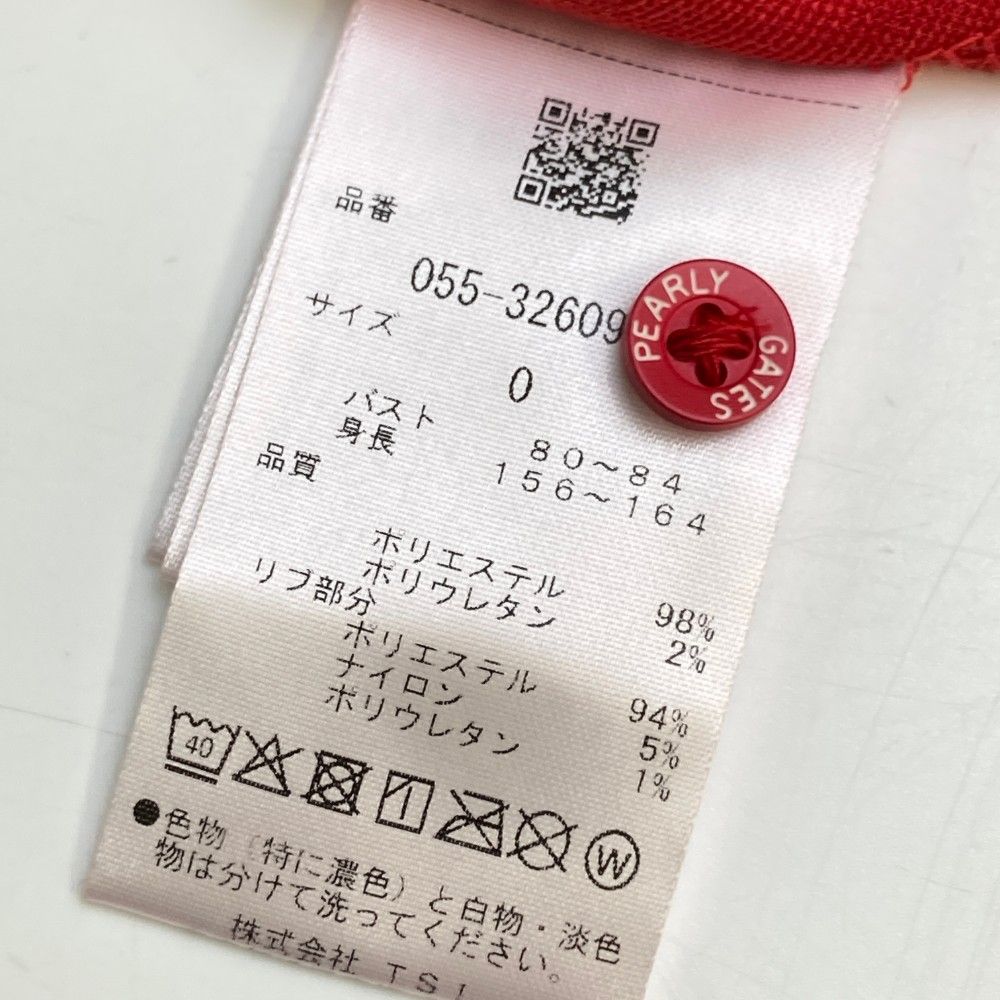 品番
055-32609
PEARLY GATES
サイズ
0
バスト 80～84
身長 156～164
品質
ポリエステル 98%
ポリウレタン 2%
リブ部分
ポリエステル 94%
ナイロン 5%
ポリウレタン 1%
40 W
●色物(特に濃色)と白物・淡色
物は分けて洗ってください。
株式会社 TSI